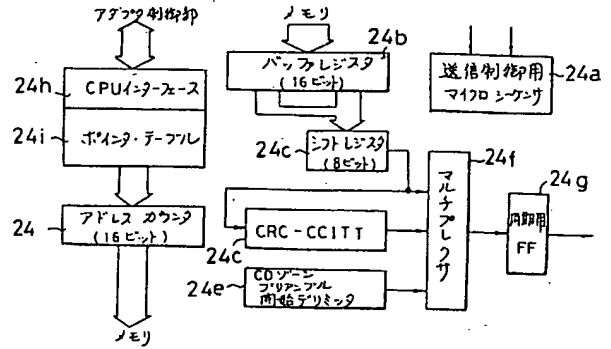 アダプタ制御部
24h
CPUインターフェース
24i
ポインタ・テーブル
24
アドレスカウンタ
(16ビット)
メモリ
メモリ
24b
バッファレジスタ
(16ビット)
24c
シフトレジスタ
(8ビット)
CRC-CCITT
24c
24e
CDゾーン
プリアンブル
開始デリミタ
24a
送信制御用
マイクロシーケンサ
24f
マルチプレクサ
24g
同期用
FF